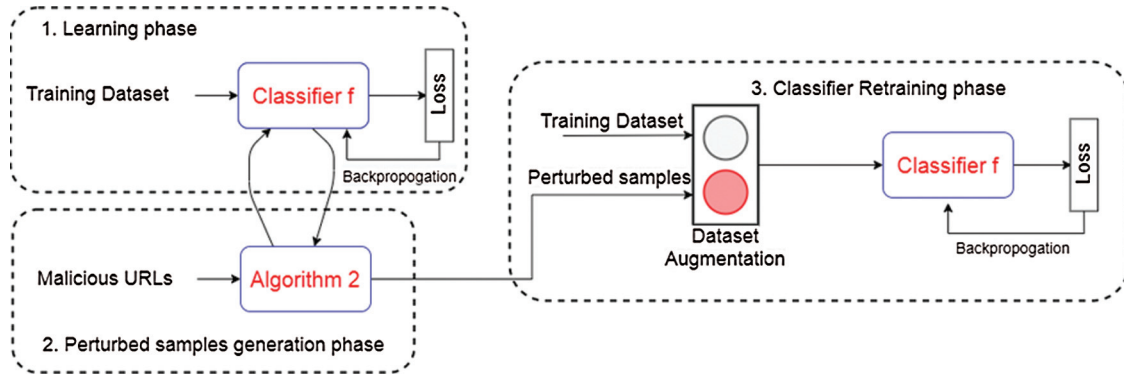 1. Learning phase
Training Dataset
Classifier f
Loss
Backpropogation
Malicious URLs
Algorithm 2
2. Perturbed samples generation phase
3. Classifier Retraining phase
Training Dataset
Perturbed samples
Dataset
Augmentation
Classifier f
Loss
Backpropogation